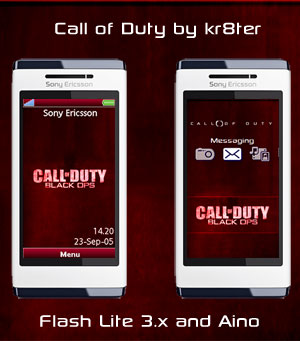 Call of Duty by kr8ter
Sony Ericsson
Sony Ericsson
CALL OF DUTY
BLACK OPS
14.20
23-Sep-05
Menu
Sony Ericsson
CALL OF DUTY
Messaging
CALL OF DUTY
BLACK OPS
Flash Lite 3.x and Aino